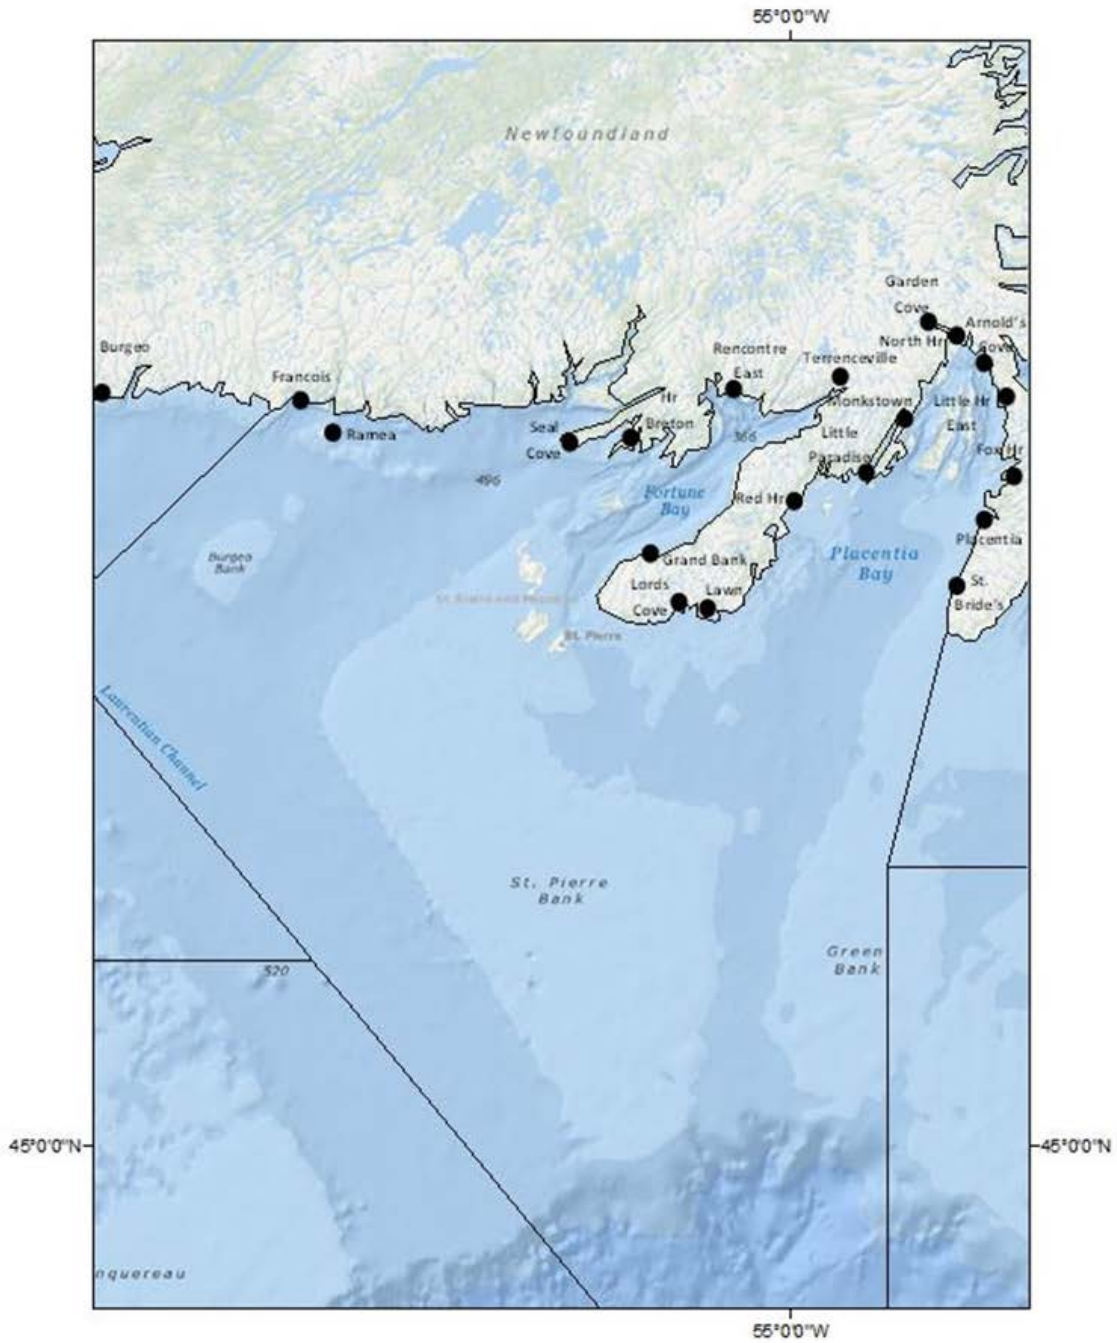 55°0'0"W
Newfoundland
Garden
Cove
Arnold's
Cove
North Hr
Burgeo
Rencontre
East
Terrenceville
Francois
Hr
Breton
Monkstown
Little Hr
East
Ramea
Seal
Cove
366
Little
Paradise
Fox Hr
496
Fortune
Bay
Red Hr
Placentia
Burgeo
Bank
Grand Bank
Placentia
Bay
Lords
Cove
Lawn
St.
Bride's
St. Pierre
Laurentian Channel
St. Pierre
Bank
Green
Bank
520
45°0'0"N
45°0'0"N
nquereau
55°0'0"W